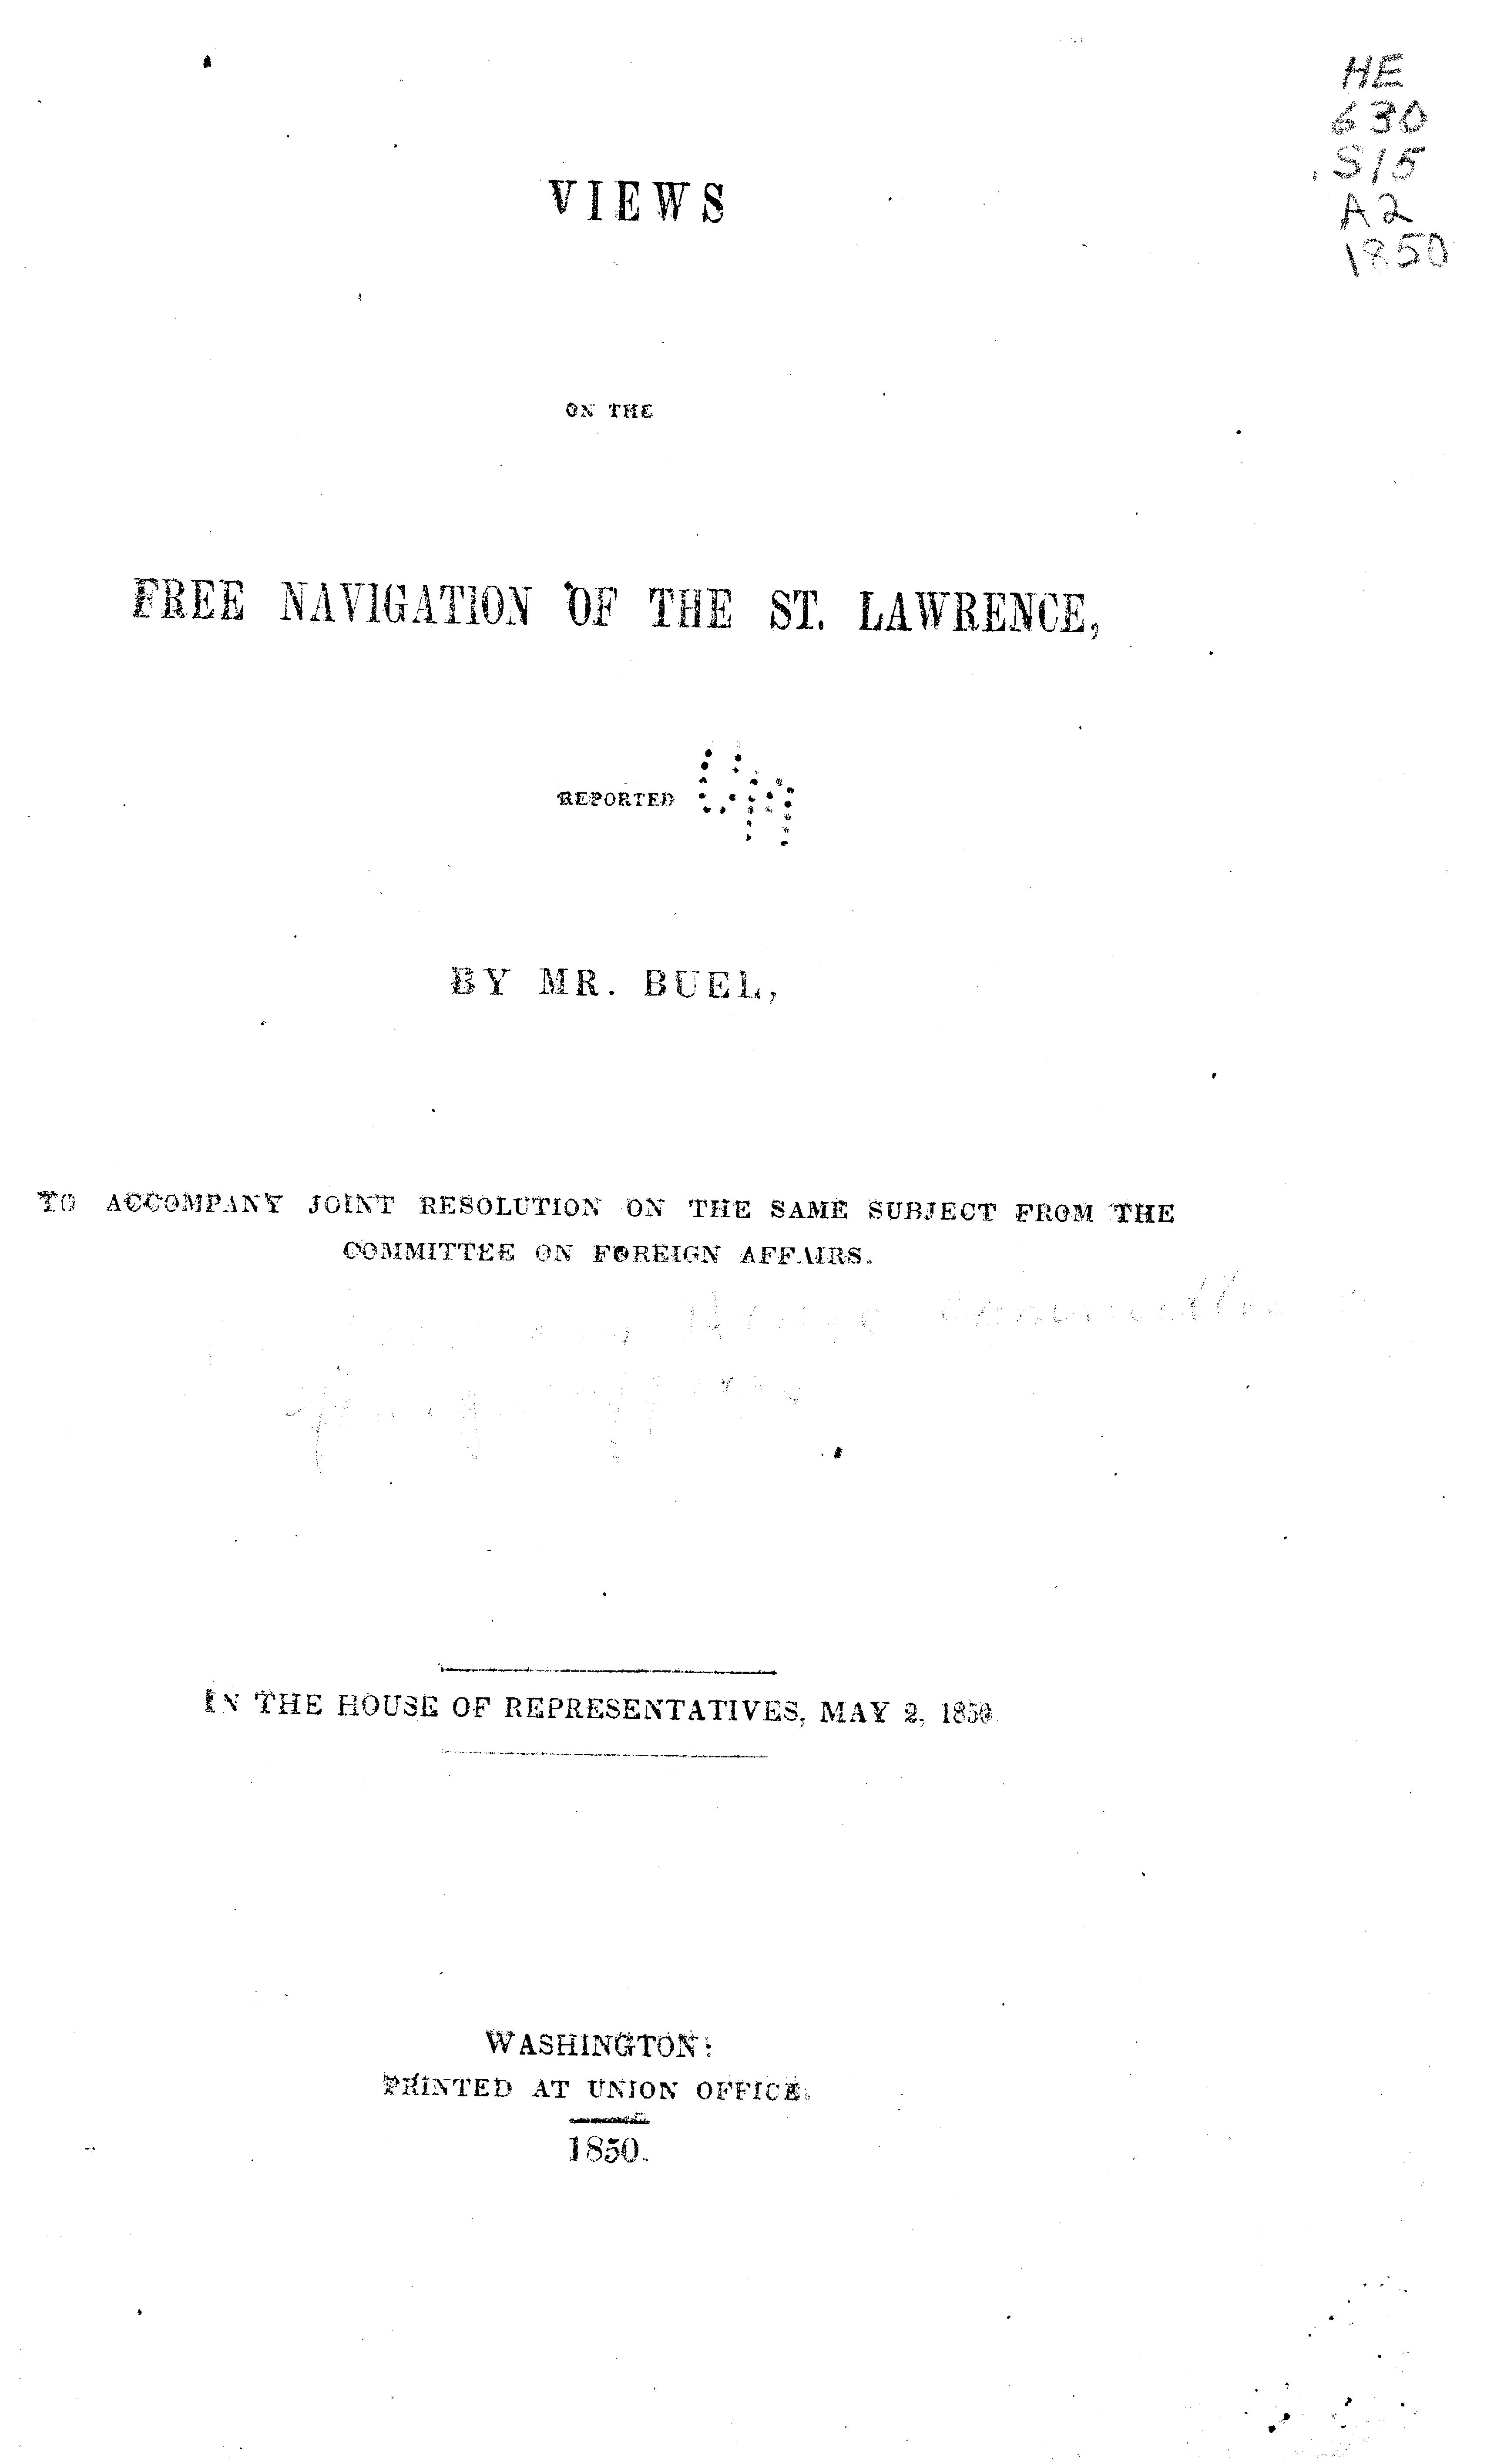 HE
630
.S15
A2
1850
VIEWS
ON THE
FREE NAVIGATION OF THE ST. LAWRENCE,
REPORTED
BY MR. BUEL,
TO ACCOMPANY JOINT RESOLUTION ON THE SAME SUBJECT FROM THE
COMMITTEE ON FOREIGN AFFAIRS.
IN THE HOUSE OF REPRESENTATIVES, MAY 2, 1850.
WASHINGTON:
PRINTED AT UNION OFFICE.
1850.